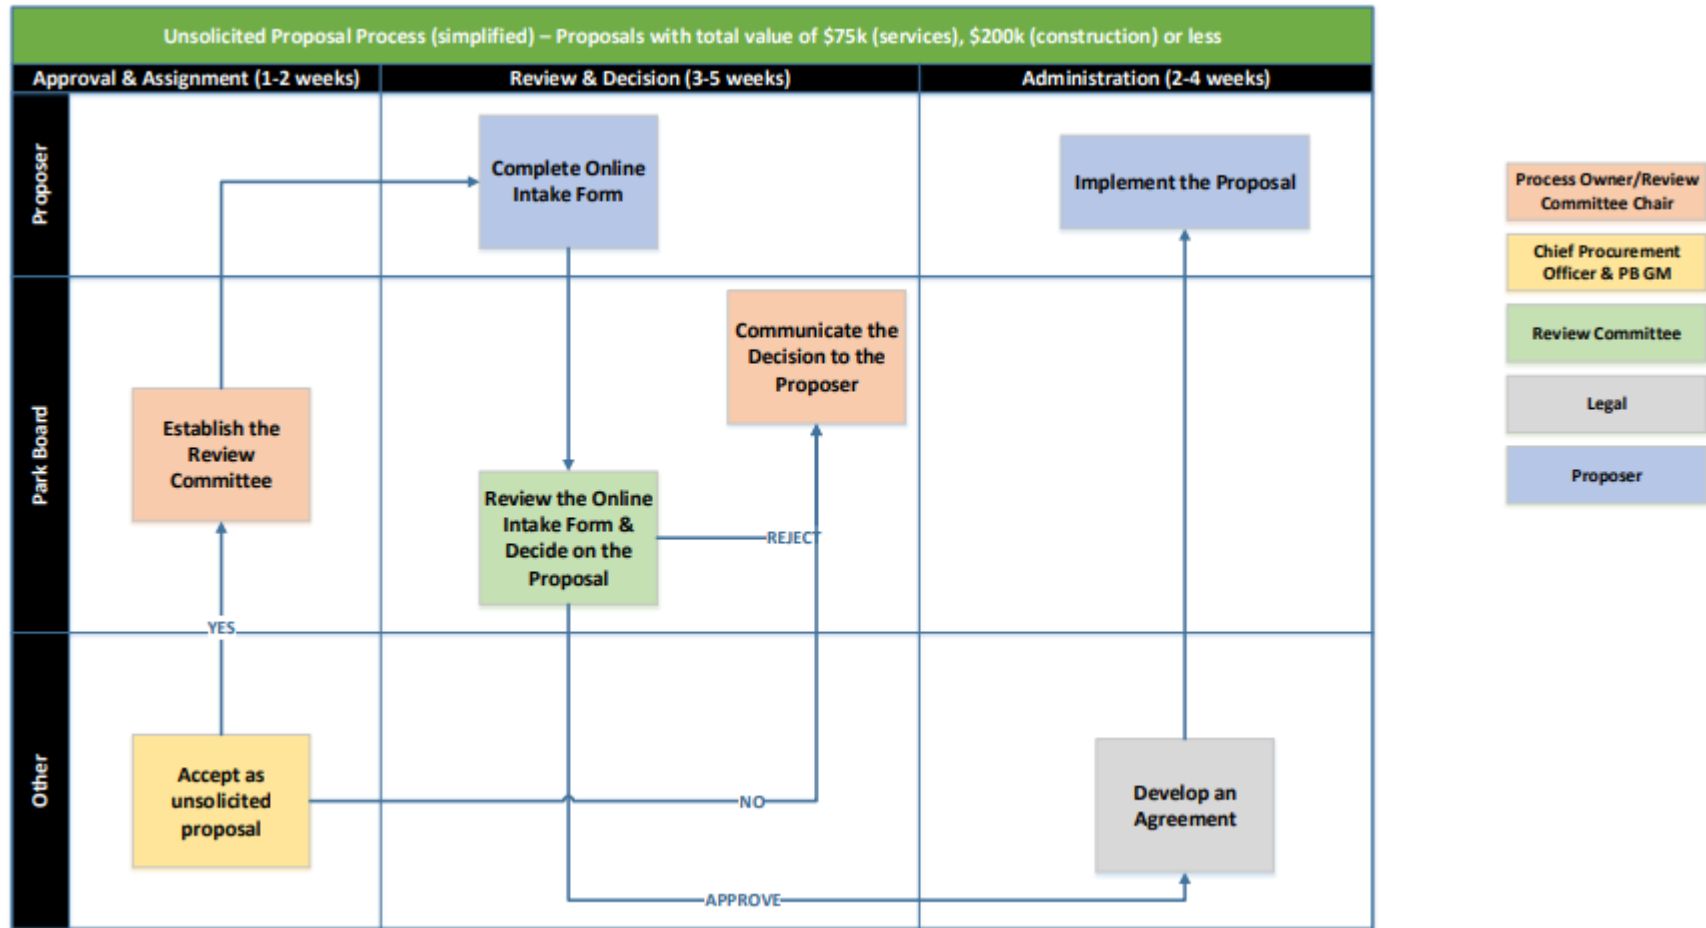 Unsolicited Proposal Process (simplified) – Proposals with total value of $75k (services), $200k (construction) or less
Approval & Assignment (1-2 weeks)
Review & Decision (3-5 weeks)
Administration (2-4 weeks)
Proposer
Complete Online
Intake Form
Implement the Proposal
Park Board
Communicate the
Decision to the
Proposer
Establish the
Review
Committee
Review the Online
Intake Form &
Decide on the
Proposal
REJECT
YES
Other
Accept as
unsolicited
proposal
NO
Develop an
Agreement
APPROVE
Process Owner/Review
Committee Chair
Chief Procurement
Officer & PB GM
Review Committee
Legal
Proposer